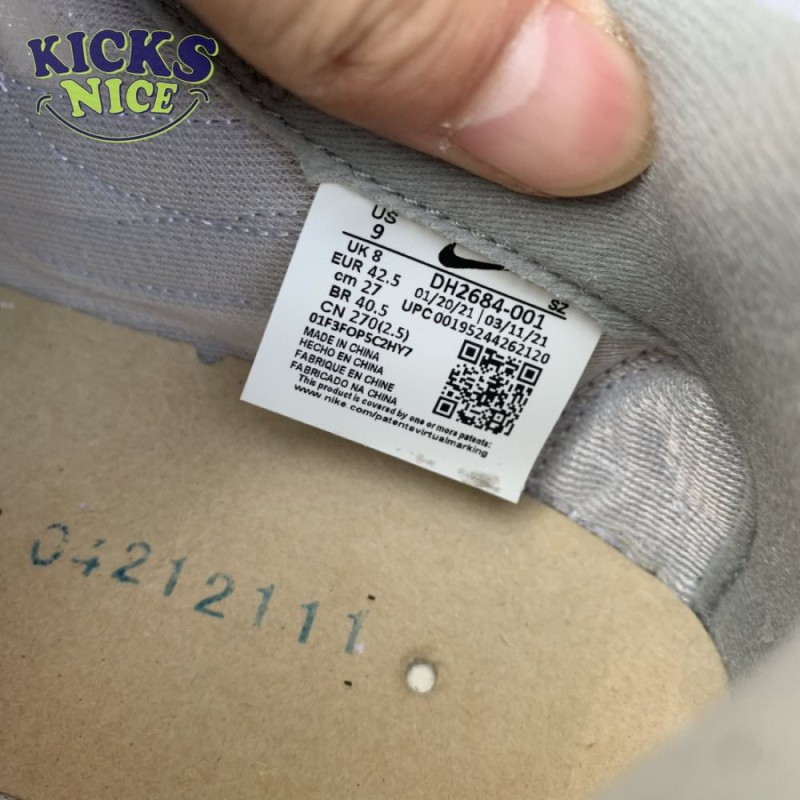 KICKS
NICE
US
9
UK 8
EUR 42.5
cm 27
BR 40.5
CN 270(2.5)
01F3FOP5C2HY7
DH2684-001
SZ
01/20/21 | 03/11/21
UPC 00195244262120
MADE IN CHINA
HECHO EN CHINA
FABRIQUE EN CHINE
FABRICADO NA CHINA
This product is covered by one or more patents:
www.nike.com/patentsvirtualmarking
04212111